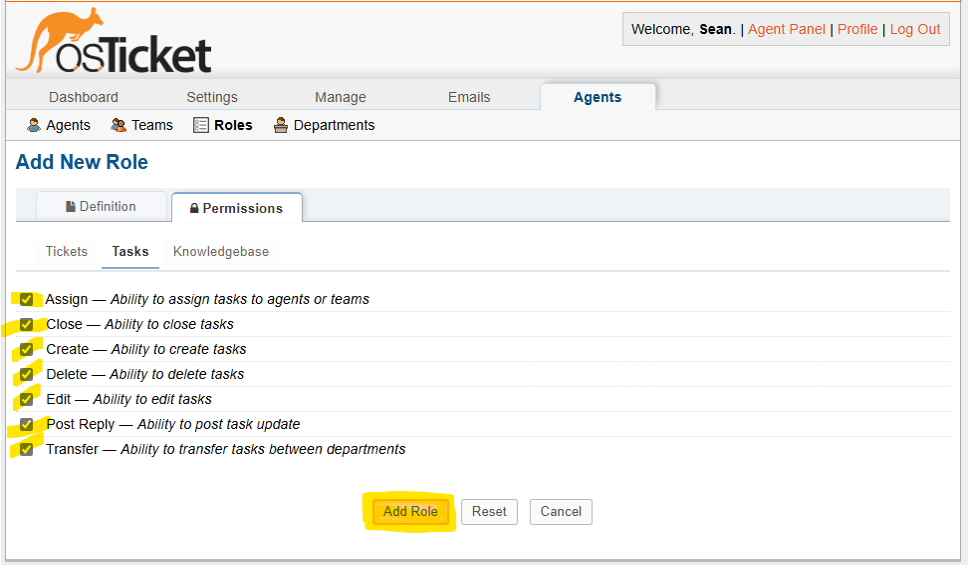 osTicket
Welcome, Sean. | Agent Panel | Profile | Log Out
Dashboard Settings Manage Emails Agents
Agents Teams Roles Departments
Add New Role
Definition Permissions
Tickets Tasks Knowledgebase
Assign — Ability to assign tasks to agents or teams
Close — Ability to close tasks
Create — Ability to create tasks
Delete — Ability to delete tasks
Edit — Ability to edit tasks
Post Reply — Ability to post task update
Transfer — Ability to transfer tasks between departments
Add Role Reset Cancel